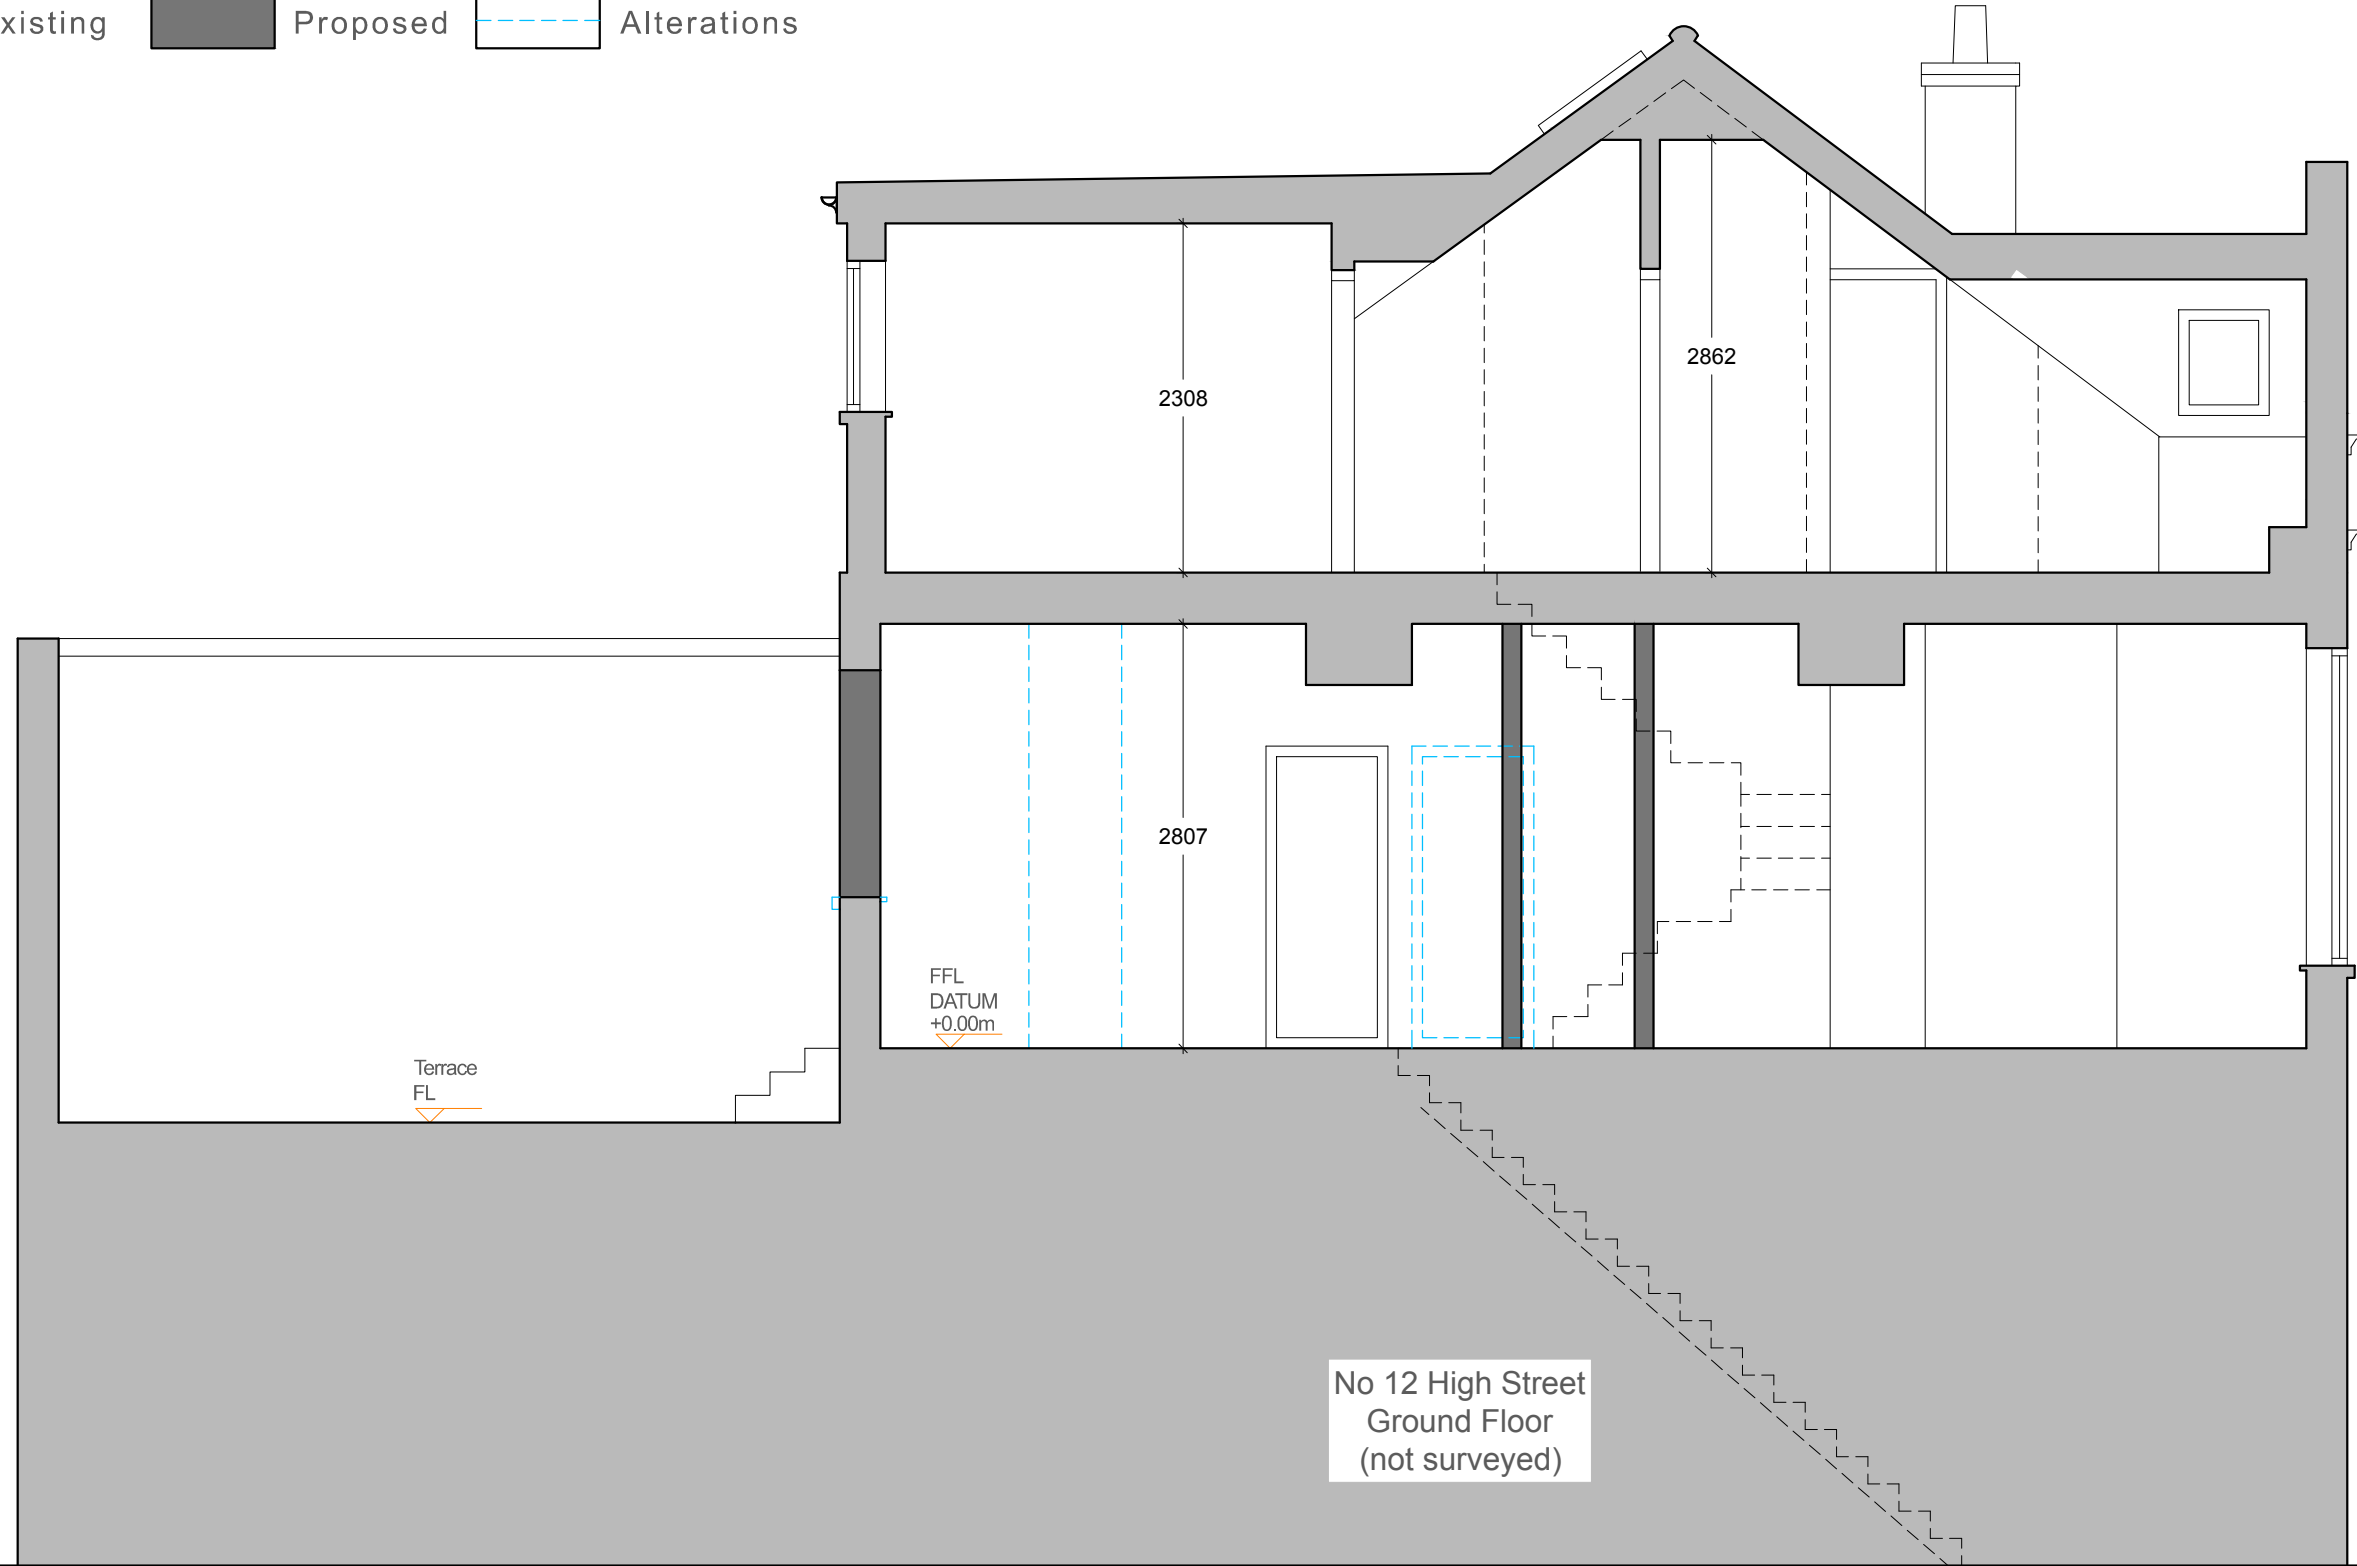 xisting Proposed Alterations
2862
2308
2807
FFL
DATUM
+0.00m
Terrace
FL
No 12 High Street
Ground Floor
(not surveyed)